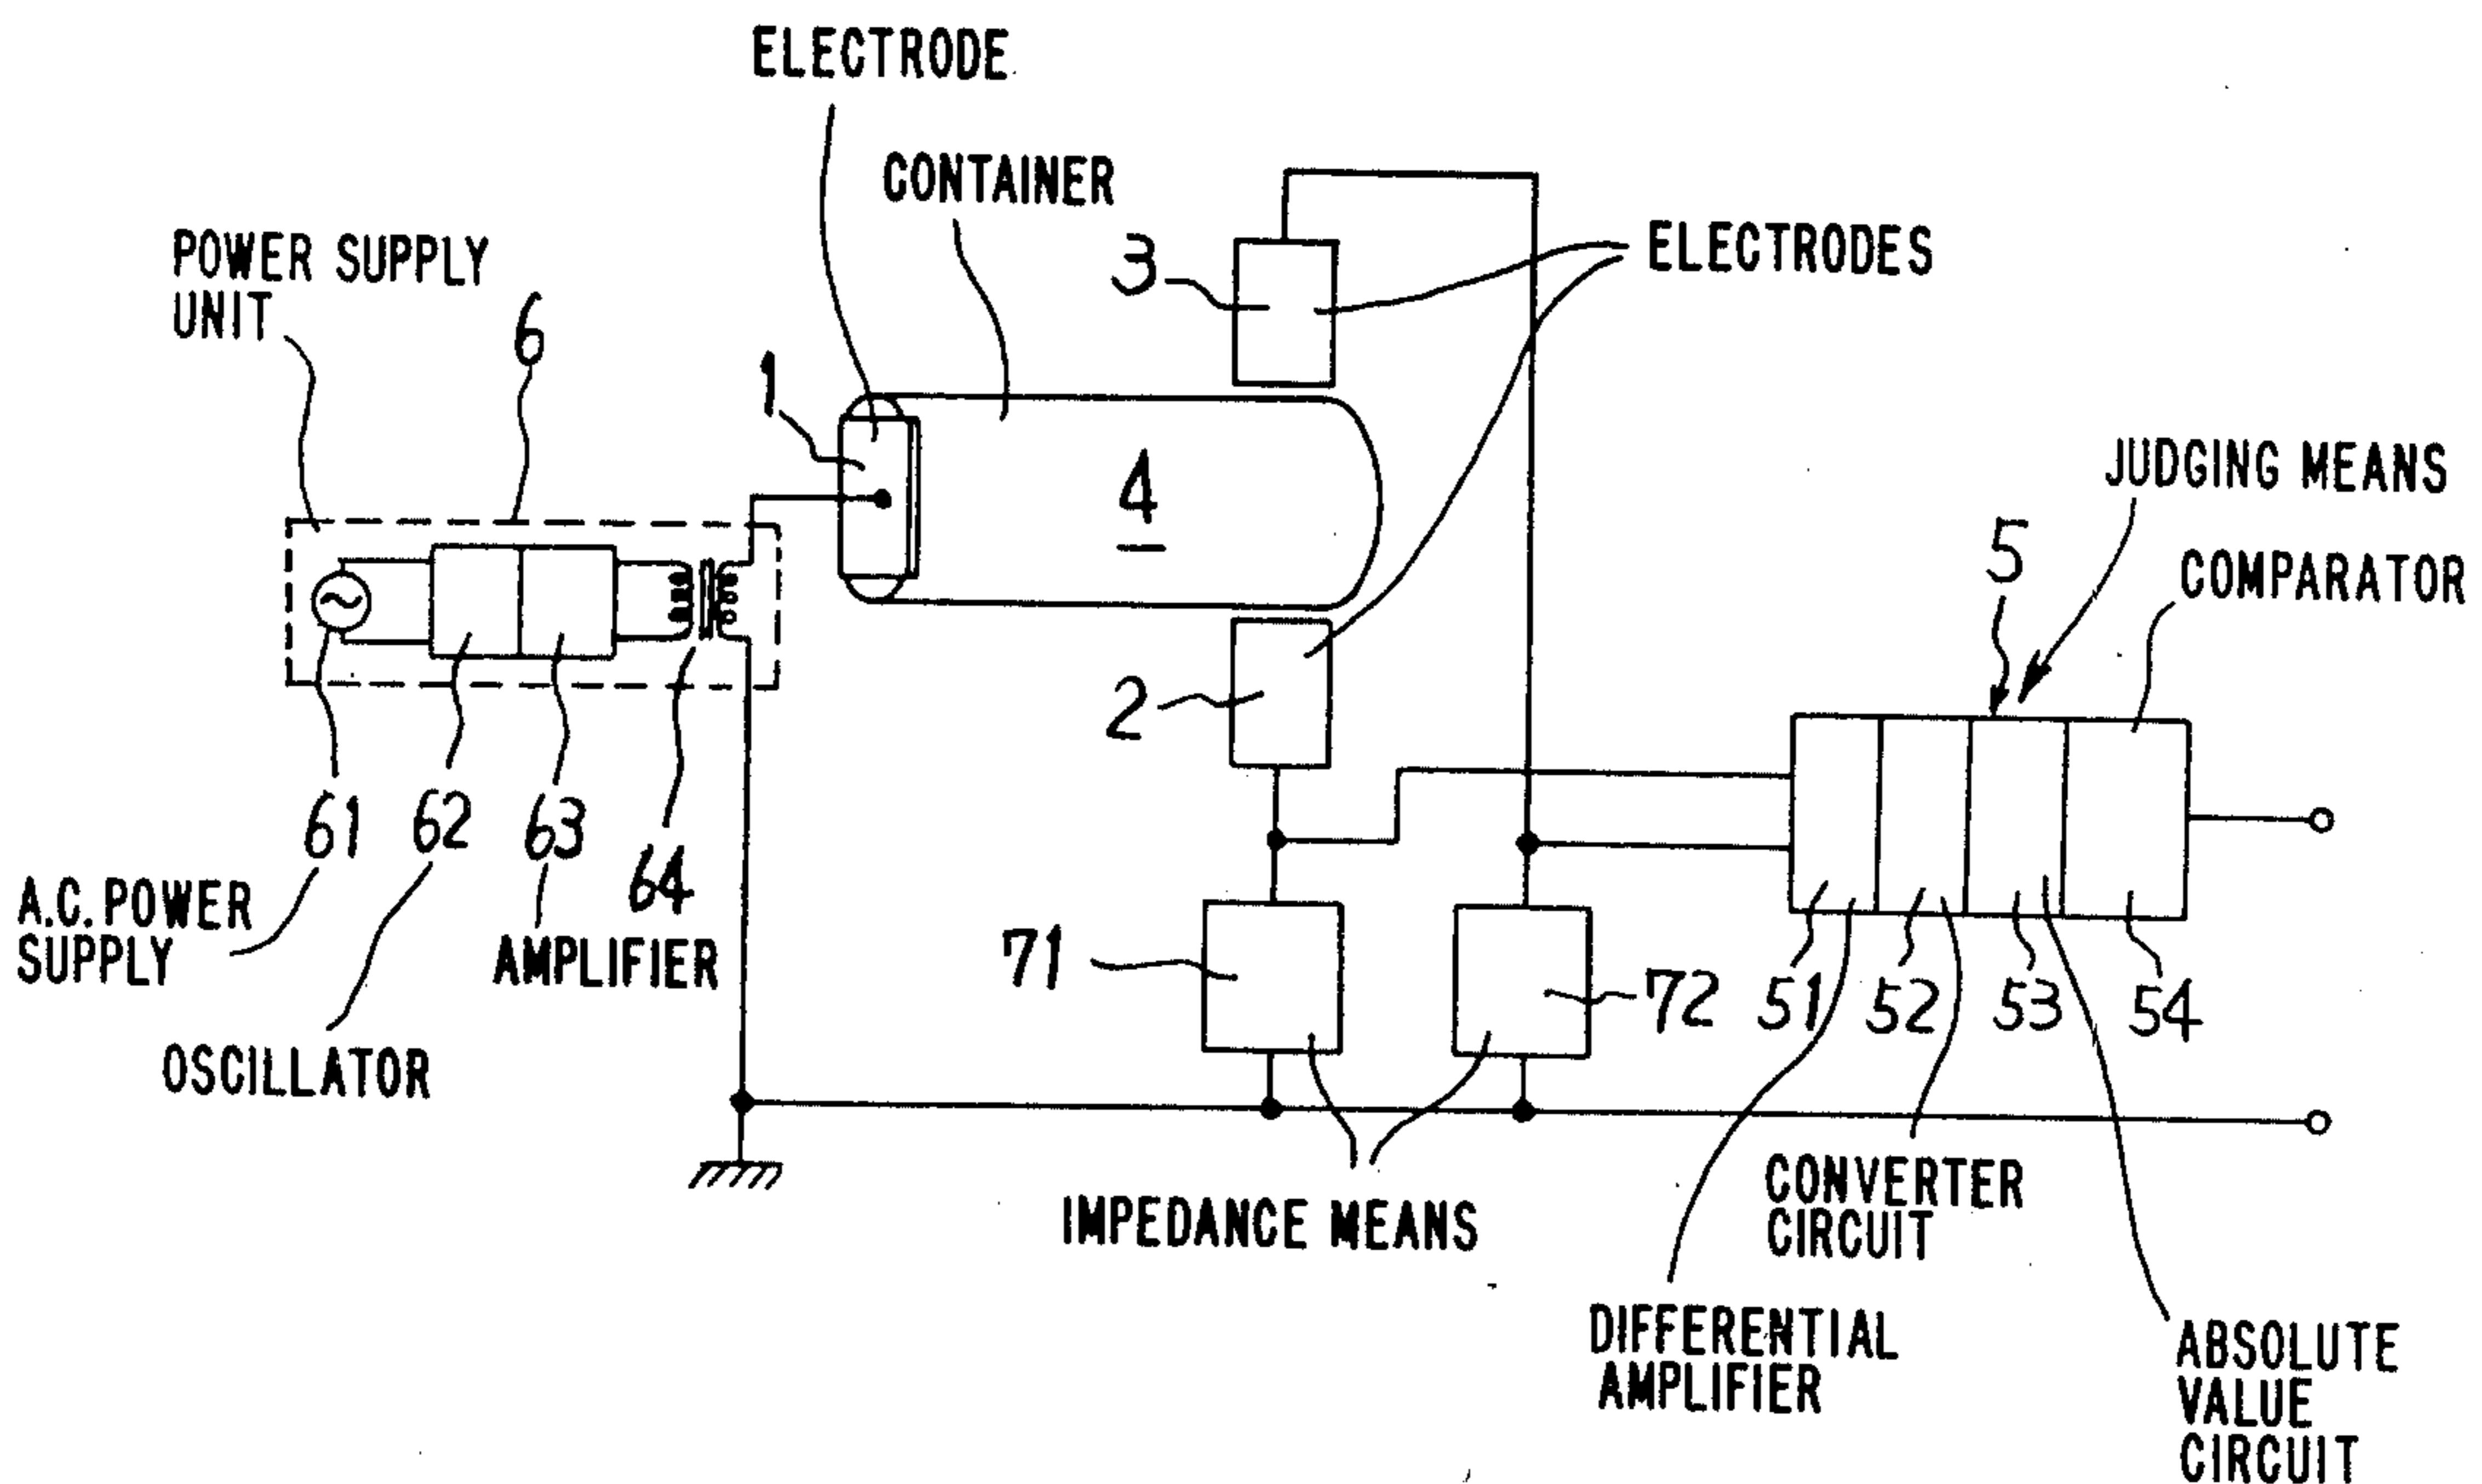 ELECTRODE
CONTAINER
POWER SUPPLY
UNIT
6
3
ELECTRODES
1
4
JUDGING MEANS
5
COMPARATOR
2
61
62
63
64
A.C. POWER
SUPPLY
AMPLIFIER
OSCILLATOR
71
72
51
52
53
54
IMPEDANCE MEANS
CONVERTER
CIRCUIT
DIFFERENTIAL
AMPLIFIER
ABSOLUTE
VALUE
CIRCUIT